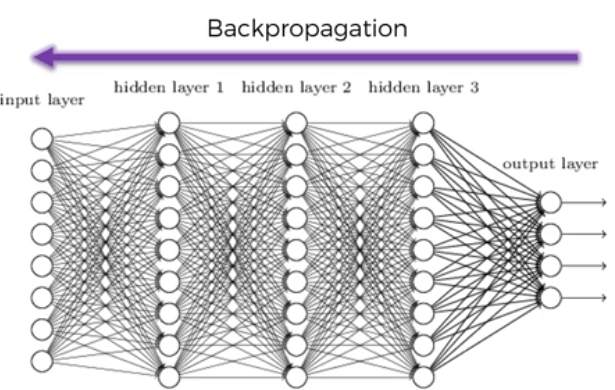 Backpropagation
hidden layer 1 hidden layer 2 hidden layer 3
input layer
output layer